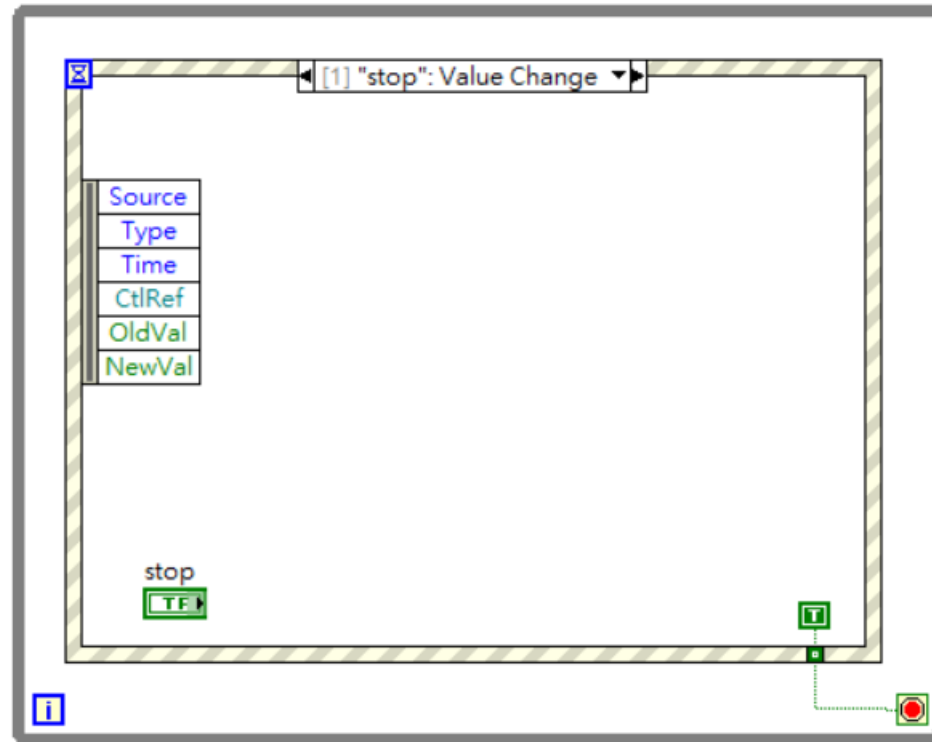 [1] "stop": Value Change
Source
Type
Time
CtlRef
OldVal
NewVal
stop
TF
T
i